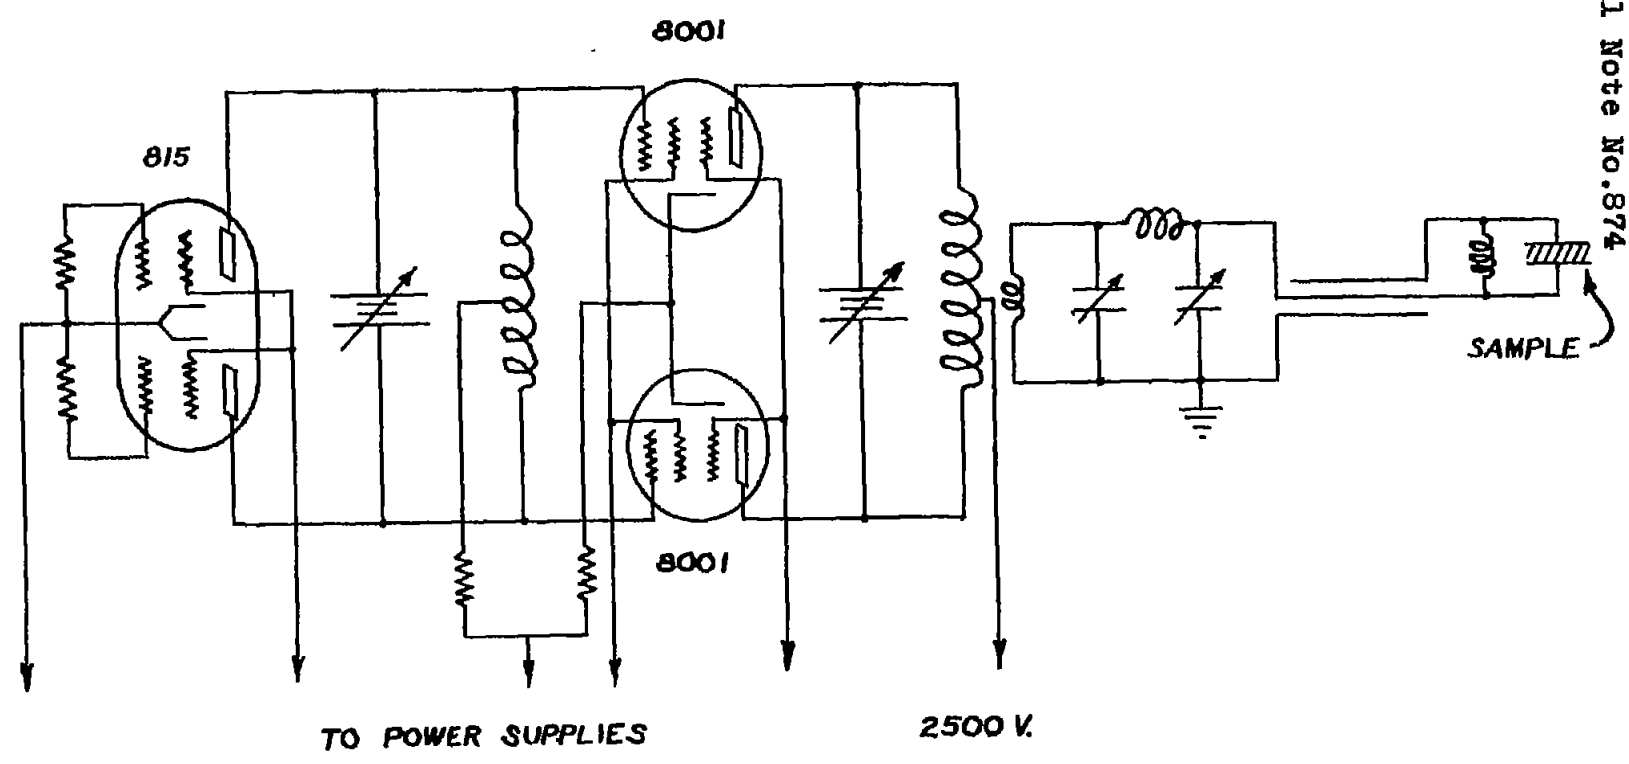 8001
815
8001
SAMPLE
TO POWER SUPPLIES
2500 V.
l Note No.874